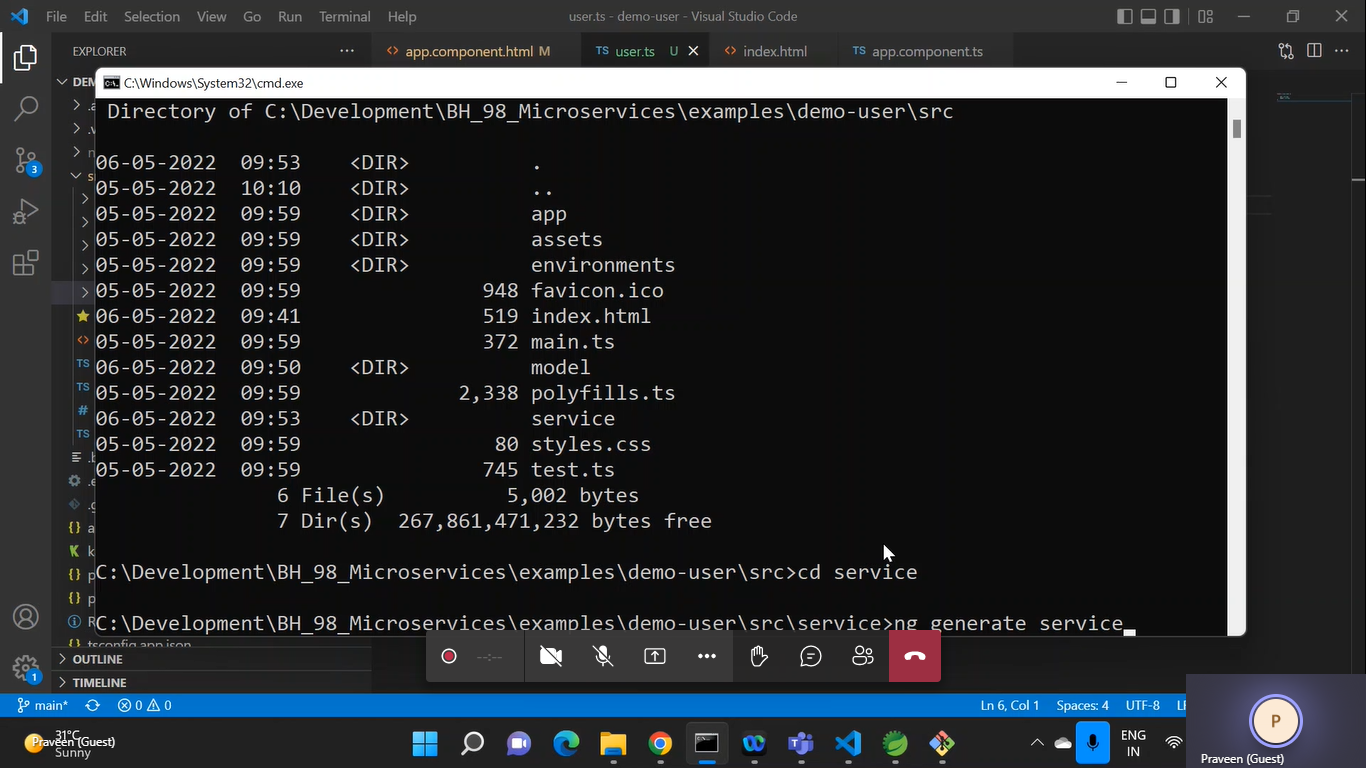 File Edit Selection View Go Run Terminal Help user.ts - demo-user - Visual Studio Code
EXPLORER ··· <> app.component.html M TS user.ts U <> index.html TS app.component.ts
DEM
C:\Windows\System32\cmd.exe
Directory of C:\Development\BH_98_Microservices\examples\demo-user\src
06-05-2022 09:53 <DIR> .
05-05-2022 10:10 <DIR> ..
05-05-2022 09:59 <DIR> app
05-05-2022 09:59 <DIR> assets
05-05-2022 09:59 <DIR> environments
05-05-2022 09:59 948 favicon.ico
06-05-2022 09:41 519 index.html
05-05-2022 09:59 372 main.ts
06-05-2022 09:50 <DIR> model
05-05-2022 09:59 2,338 polyfills.ts
06-05-2022 09:53 <DIR> service
05-05-2022 09:59 80 styles.css
05-05-2022 09:59 745 test.ts
6 File(s) 5,002 bytes
7 Dir(s) 267,861,471,232 bytes free
C:\Development\BH_98_Microservices\examples\demo-user\src>cd service
C:\Development\BH_98_Microservices\examples\demo-user\src\service>ng generate service_
tsconfig.app.json
OUTLINE
TIMELINE
--:--
main* 0 0 Ln 6, Col 1 Spaces: 4 UTF-8
31°C
Sunny
Praveen (Guest)
ENG
IN
P
Praveen (Guest)